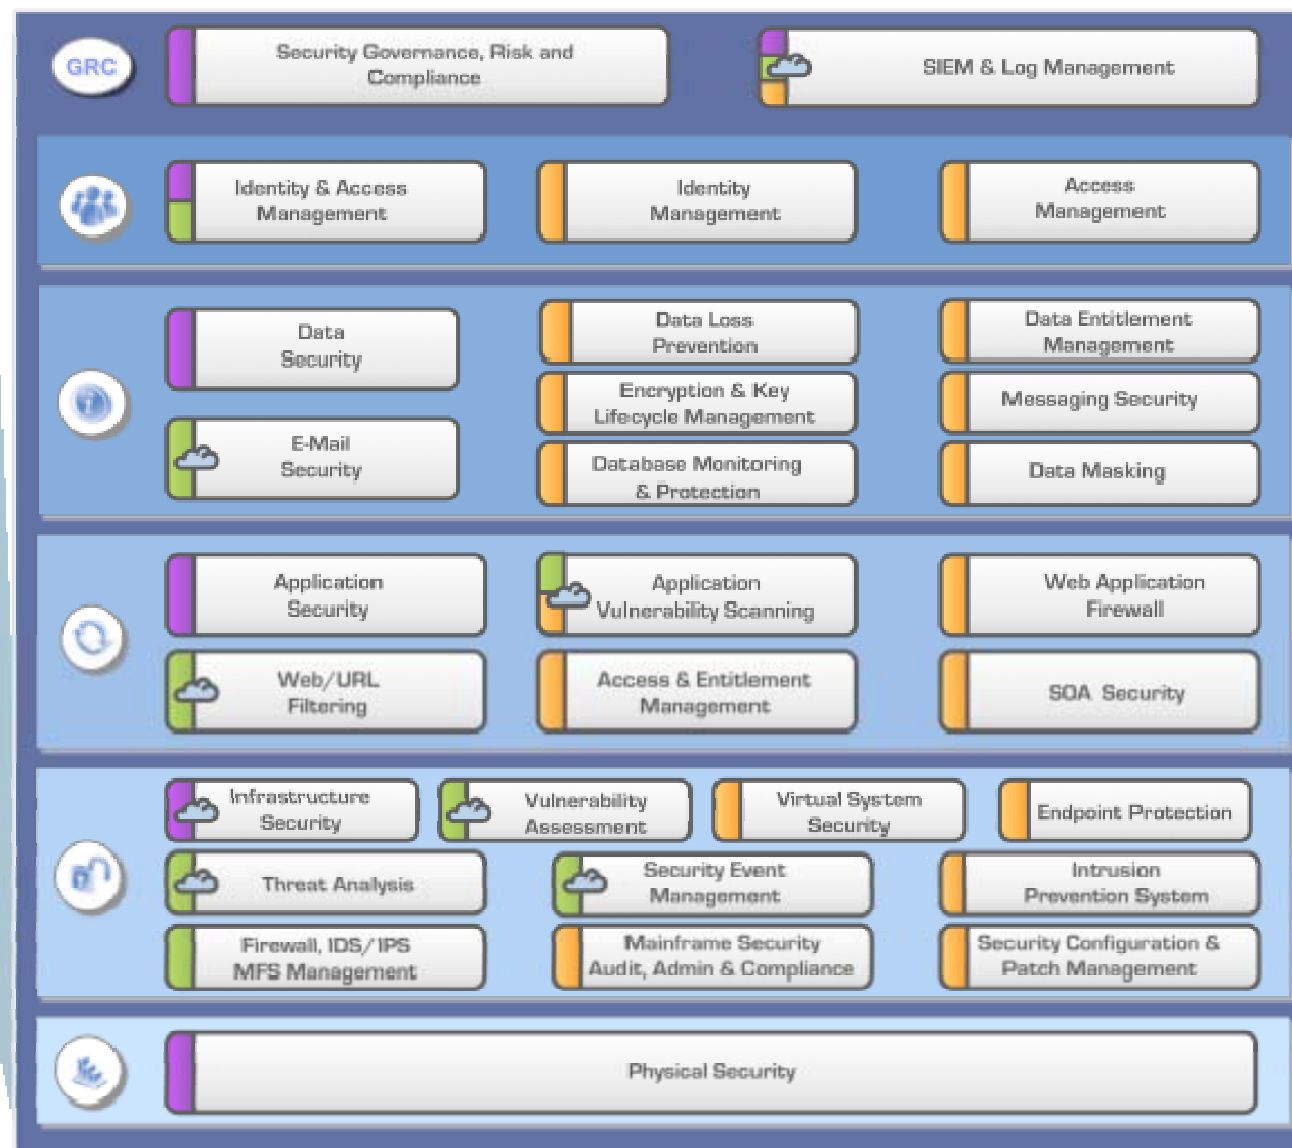 GRC
Security Governance, Risk and
Compliance
SIEM & Log Management
Identity & Access
Management
Identity
Management
Access
Management
Data
Security
Data Loss
Prevention
Data Entitlement
Management
Encryption & Key
Lifecycle Management
Messaging Security
E-Mail
Security
Database Monitoring
& Protection
Data Masking
Application
Security
Application
Vulnerability Scanning
Web Application
Firewall
Web/URL
Filtering
Access & Entitlement
Management
SOA Security
Infrastructure
Security
Vulnerability
Assessment
Virtual System
Security
Endpoint Protection
Threat Analysis
Security Event
Management
Intrusion
Prevention System
Firewall, IDS/IPS
MFS Management
Mainframe Security
Audit, Admin & Compliance
Security Configuration &
Patch Management
Physical Security